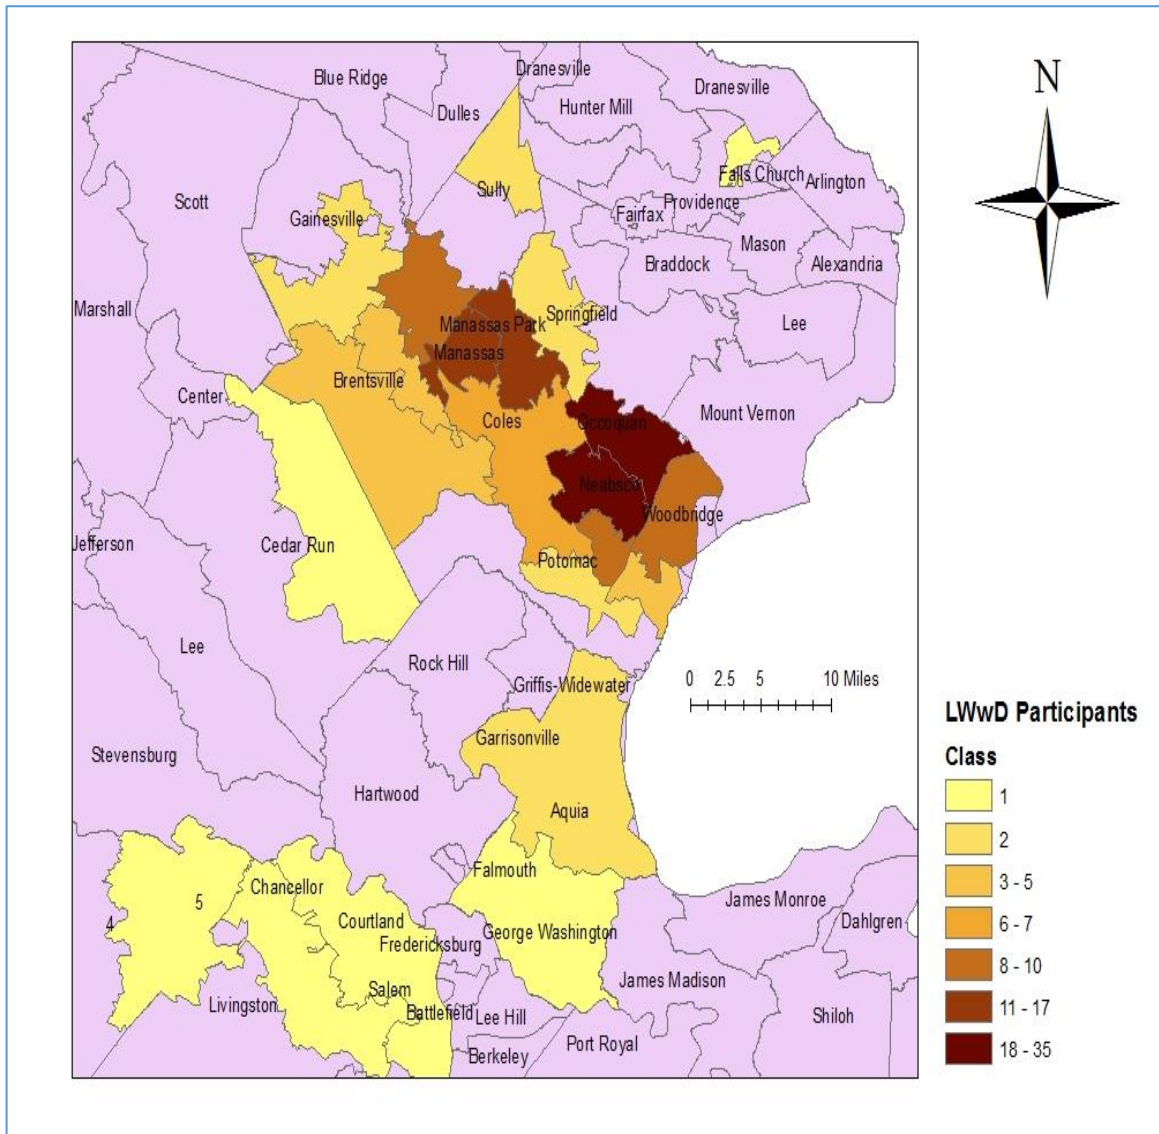 Blue Ridge
Dranesville
Dranesville
Dulles
Hunter Mill
N
Falls Church
Arlington
Sully
Scott
Gainesville
Fairfax
Providence
Mason
Braddock
Alexandria
Marshall
Springfield
Lee
Manassas Park
Manassas
Brentsville
Center
Mount Vernon
Coles
Occoquan
Neabsco
Woodbridge
Jefferson
Cedar Run
Potomac
Lee
Rock Hill
Griffis-Widewater
0 2.5 5 10 Miles
Garrisonville
Stevensburg
Hartwood
Aquia
Falmouth
Chancellor
5
4
Courtland
George Washington
Fredericksburg
James Monroe
Dahlgren
James Madison
Salem
Livingston
Battlefield
Lee Hill
Shiloh
Port Royal
Berkeley
LWwD Participants
Class
1
2
3 - 5
6 - 7
8 - 10
11 - 17
18 - 35